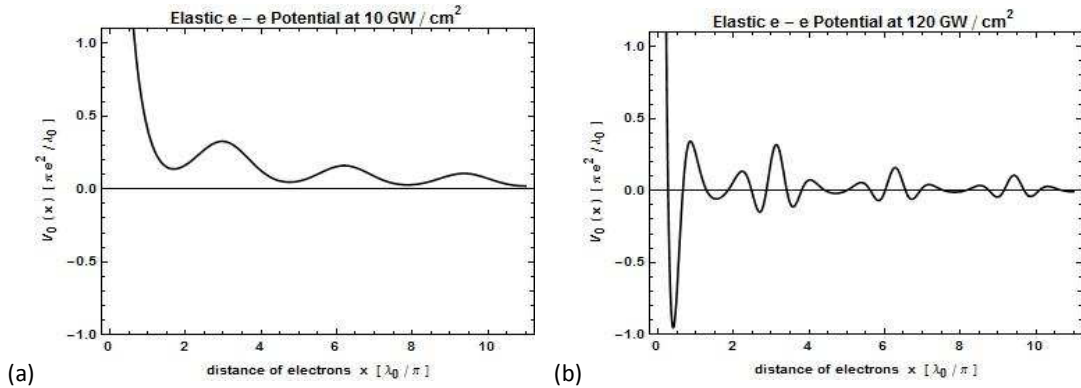 Elastic e – e Potential at 10 GW / cm²
1.0
0.5
0.0
−0.5
−1.0
V₀ (x) [ π e² / λ₀ ]
0 2 4 6 8 10
distance of electrons x [ λ₀ / π ]
(a)
Elastic e – e Potential at 120 GW / cm²
1.0
0.5
0.0
−0.5
−1.0
V₀ (x) [ π e² / λ₀ ]
0 2 4 6 8 10
distance of electrons x [ λ₀ / π ]
(b)